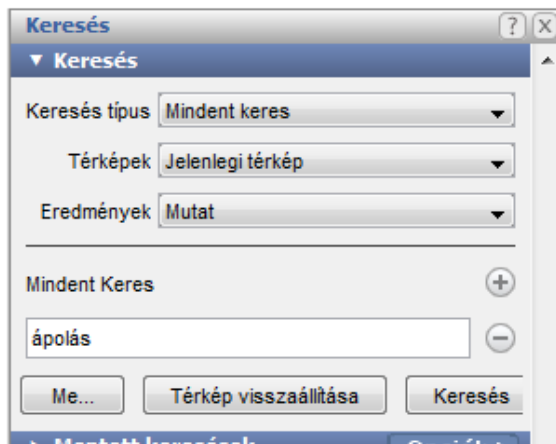 Keresés
Keresés
Keresés típus Mindent keres
Térképek Jelenlegi térkép
Eredmények Mutat
Mindent Keres
ápolás
Me... Térkép visszaállítása Keresés